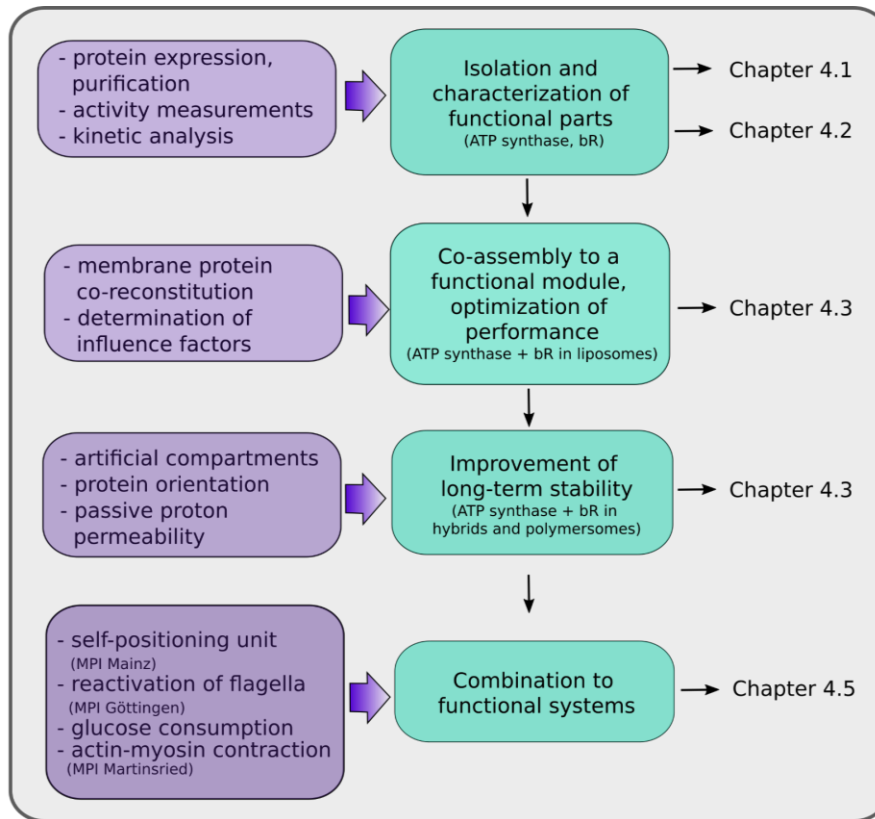 - protein expression,
purification
- activity measurements
- kinetic analysis
Isolation and
characterization of
functional parts
(ATP synthase, bR)
Chapter 4.1
Chapter 4.2
- membrane protein
co-reconstitution
- determination of
influence factors
Co-assembly to a
functional module,
optimization of
performance
(ATP synthase + bR in liposomes)
Chapter 4.3
- artificial compartments
- protein orientation
- passive proton
permeability
Improvement of
long-term stability
(ATP synthase + bR in
hybrids and polymersomes)
Chapter 4.3
- self-positioning unit
(MPI Mainz)
- reactivation of flagella
(MPI Göttingen)
- glucose consumption
- actin-myosin contraction
(MPI Martinsried)
Combination to
functional systems
Chapter 4.5